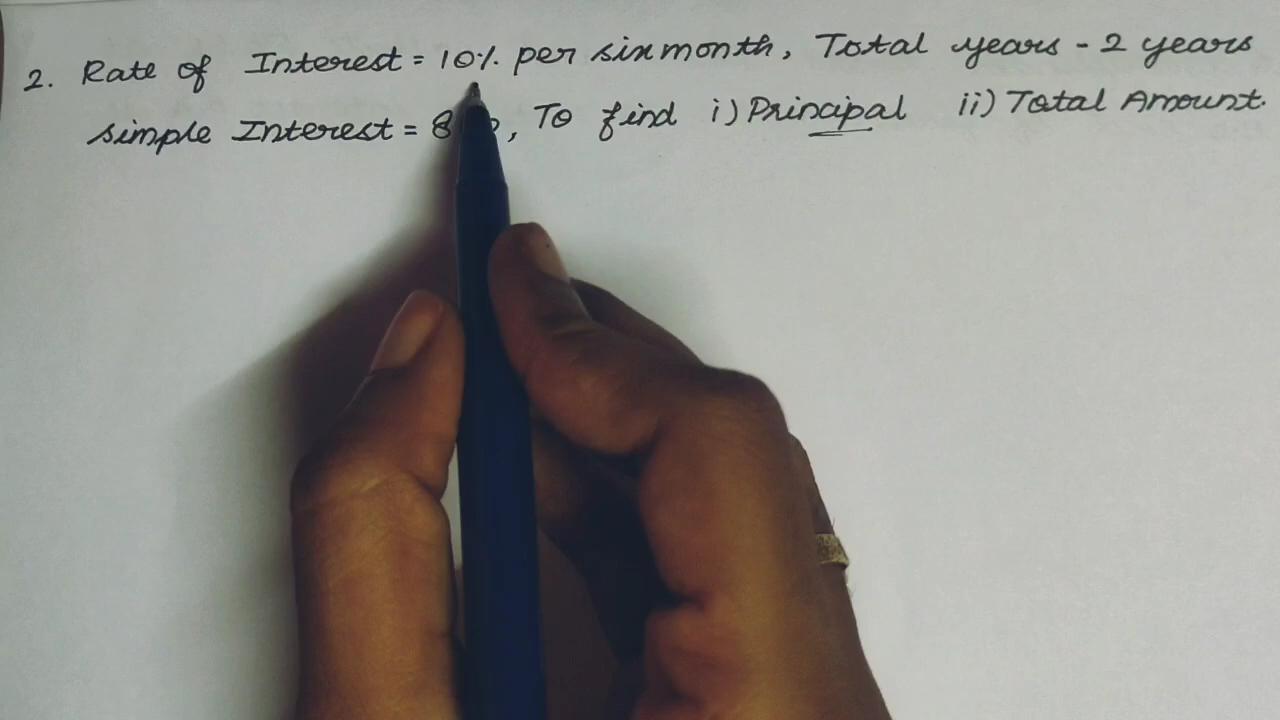 2. Rate of Interest = 10% per six month, Total years - 2 years
simple Interest = , To find i) Principal ii) Total Amount.